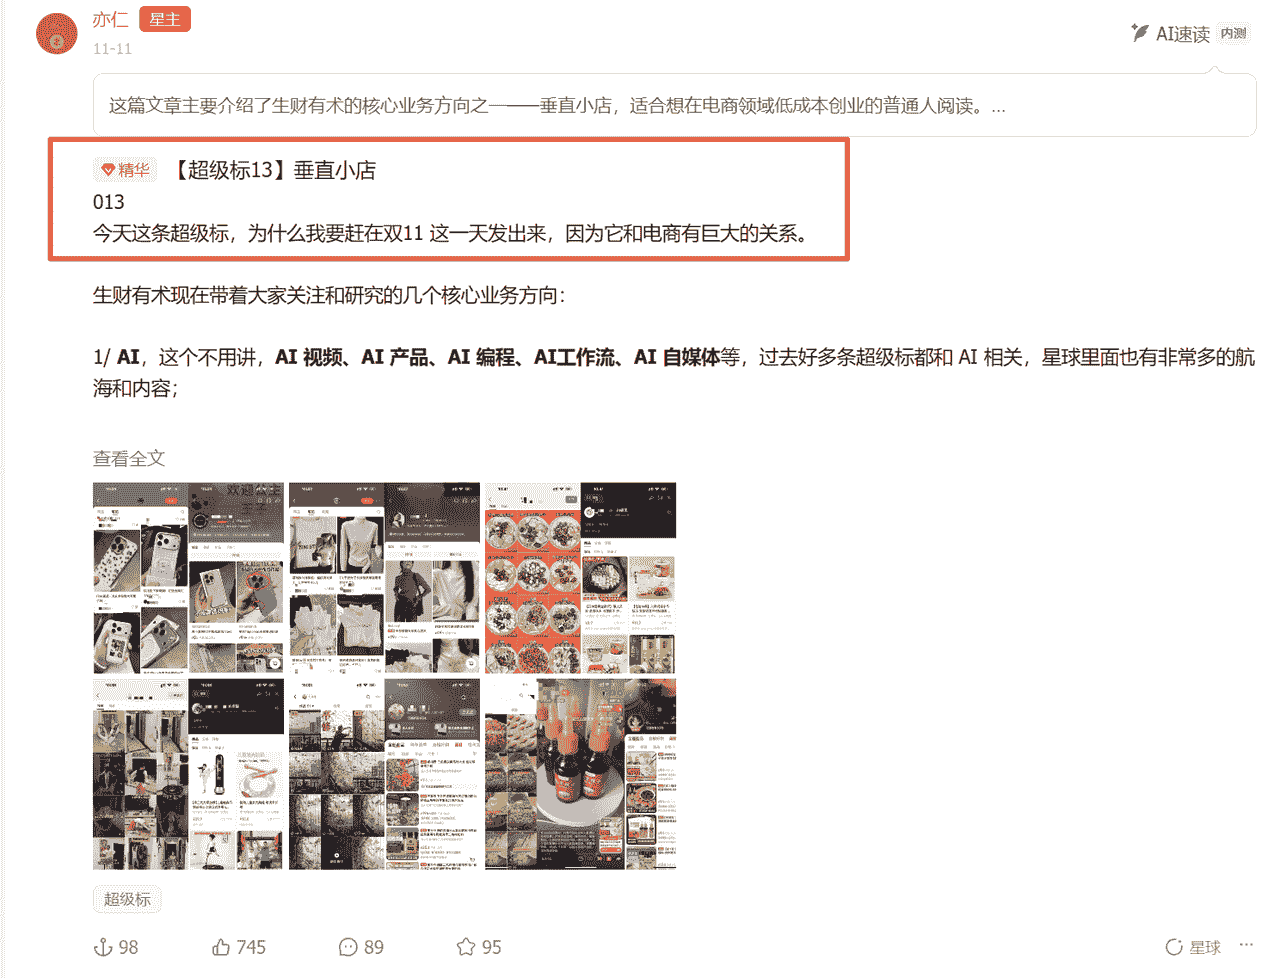 亦仁 星主
11-11
AI速读 内测
这篇文章主要介绍了生财有术的核心业务方向之一——垂直小店，适合想在电商领域低成本创业的普通人阅读。...
精华 【超级标13】垂直小店
013
今天这条超级标，为什么我要赶在双11 这一天发出来，因为它和电商有巨大的关系。
生财有术现在带着大家关注和研究的几个核心业务方向：
1/ AI，这个不用讲，AI 视频、AI 产品、AI 编程、AI工作流、AI 自媒体等，过去好多条超级标都和 AI 相关，星球里面也有非常多的航
海和内容；
查看全文
超级标
98 745 89 95 星球 ...